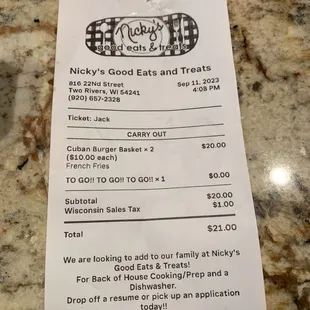 Nicky's
good eats & treats
Nicky's Good Eats and Treats
816 22Nd Street
Two Rivers, WI 54241
(920) 657-2328
Sep 11, 2023
4:08 PM
Ticket: Jack
CARRY OUT
Cuban Burger Basket × 2 $20.00
($10.00 each)
French Fries
TO GO!! TO GO!! TO GO!! × 1 $0.00
Subtotal $20.00
Wisconsin Sales Tax $1.00
Total $21.00
We are looking to add to our family at Nicky's
Good Eats & Treats!
For Back of House Cooking/Prep and a
Dishwasher.
Drop off a resume or pick up an application
today!!